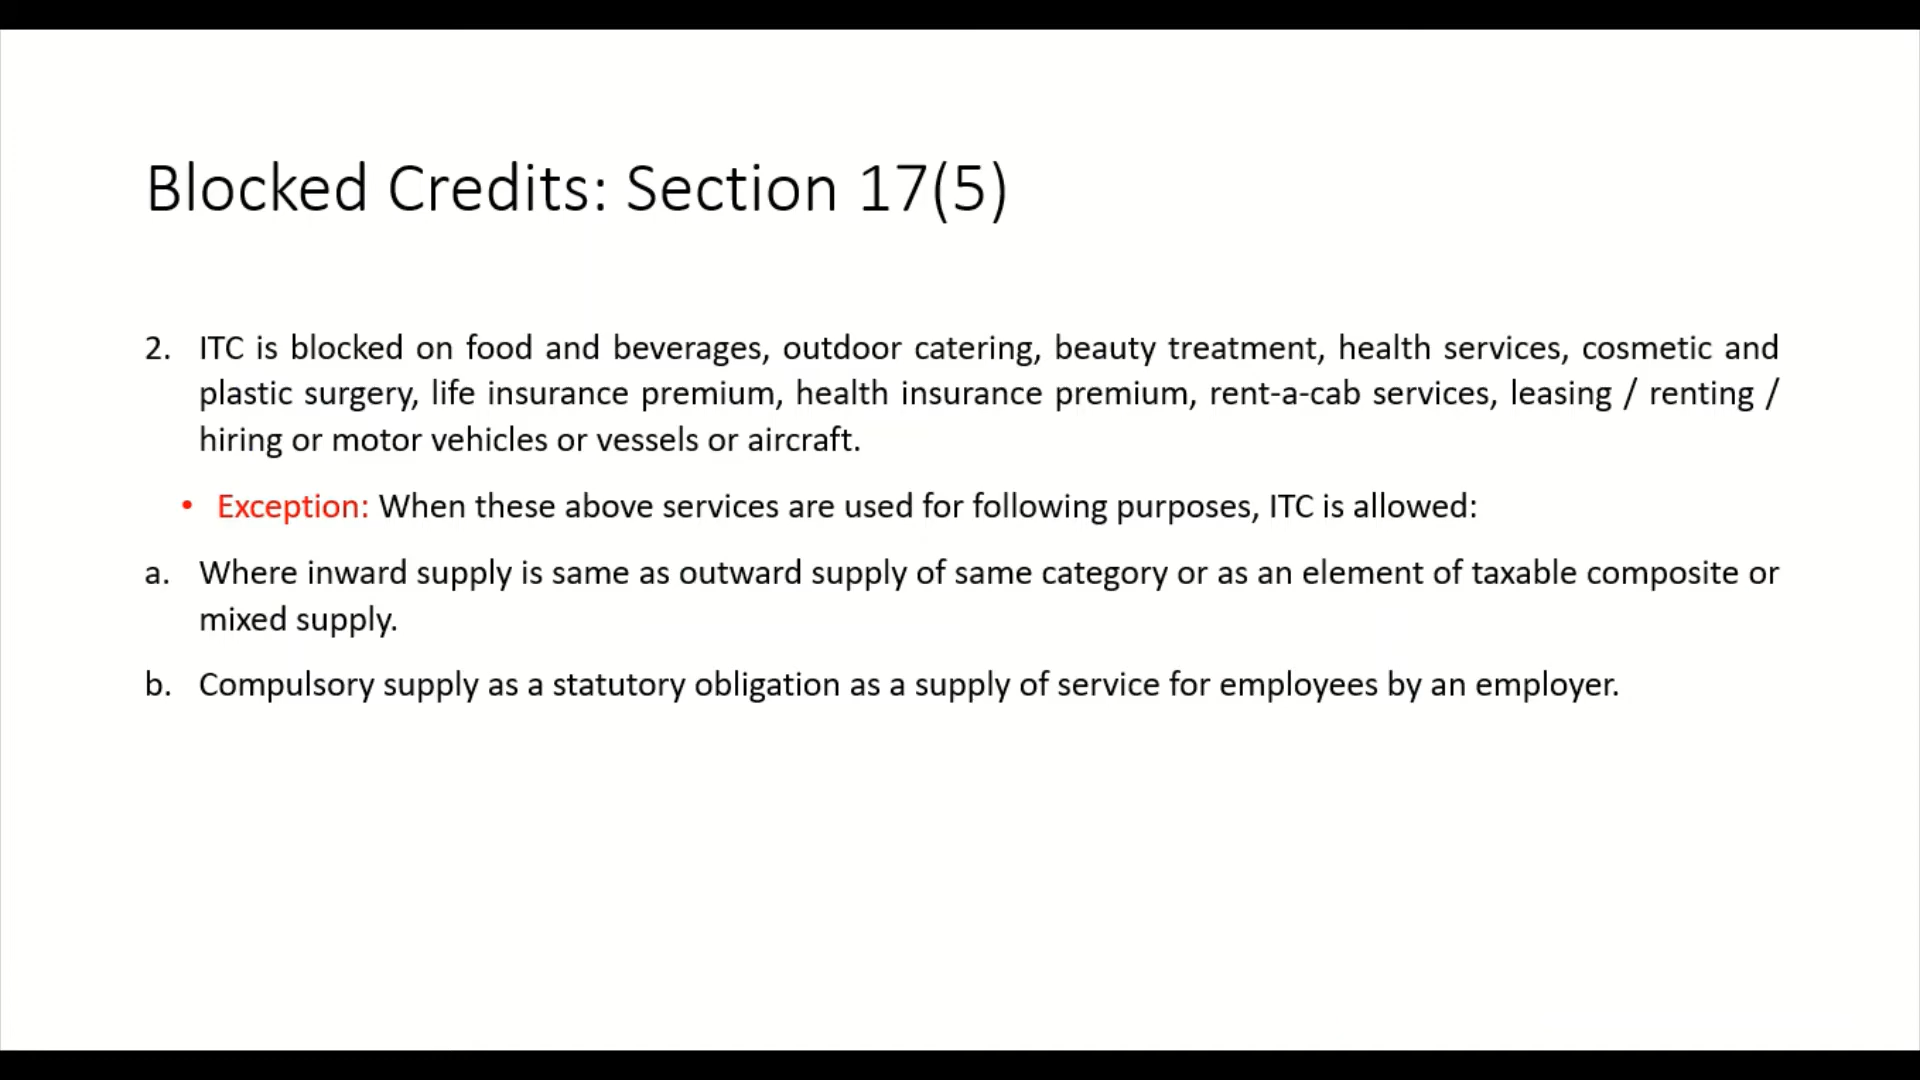 Blocked Credits: Section 17(5)
2. ITC is blocked on food and beverages, outdoor catering, beauty treatment, health services, cosmetic and
plastic surgery, life insurance premium, health insurance premium, rent-a-cab services, leasing / renting /
hiring or motor vehicles or vessels or aircraft.
• Exception: When these above services are used for following purposes, ITC is allowed:
a. Where inward supply is same as outward supply of same category or as an element of taxable composite or
mixed supply.
b. Compulsory supply as a statutory obligation as a supply of service for employees by an employer.